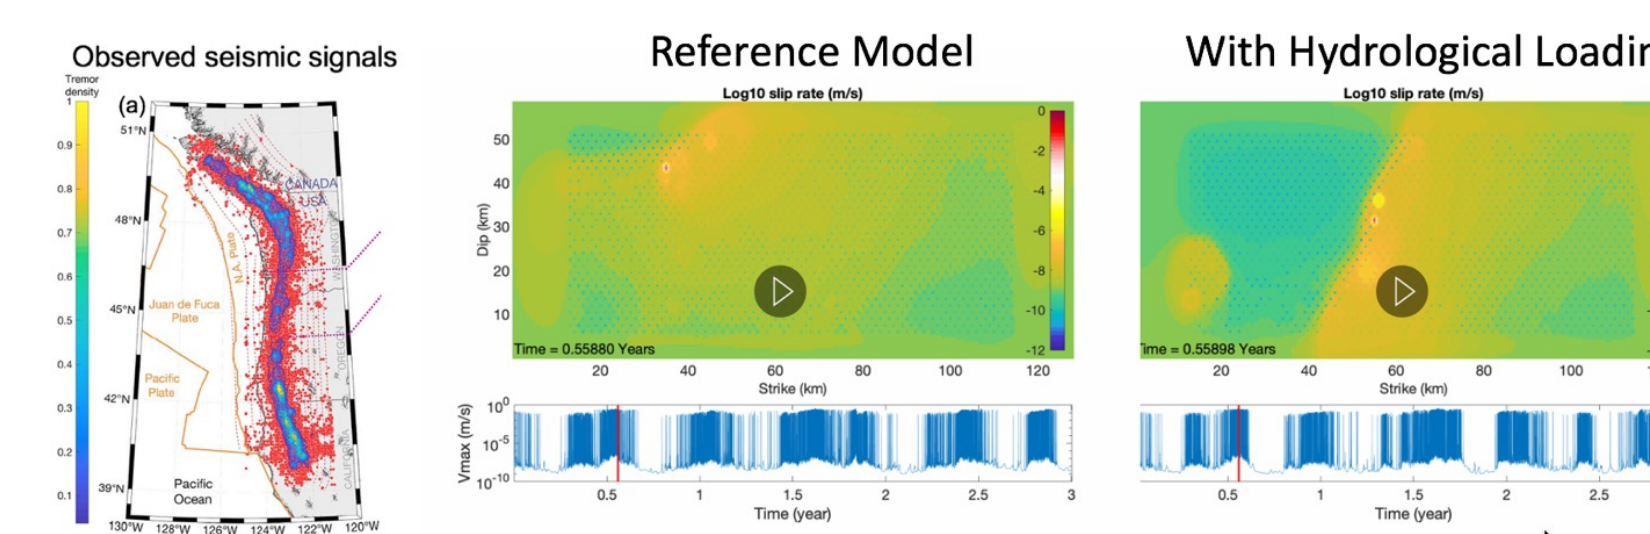 Observed seismic signals
Tremor
density
(a)
1
0.9
0.8
0.7
0.6
0.5
0.4
0.3
0.2
0.1
51°N
48°N
45°N
42°N
39°N
CANADA
USA
WASHINGTON
OREGON
CALIFORNIA
N.A. Plate
Juan de Fuca
Plate
Pacific
Plate
Pacific
Ocean
130°W 128°W 126°W 124°W 122°W 120°W
Reference Model
Log10 slip rate (m/s)
Dip (km)
50
40
30
20
10
0
-2
-4
-6
-8
-10
-12
Time = 0.55880 Years
20 40 60 80 100 120
Strike (km)
Vmax (m/s)
10^0
10^-5
10^-10
0.5 1 1.5 2 2.5 3
Time (year)
With Hydrological Loadin
Log10 slip rate (m/s)
ime = 0.55898 Years
20 40 60 80 100
Strike (km)
0.5 1 1.5 2 2.5
Time (year)